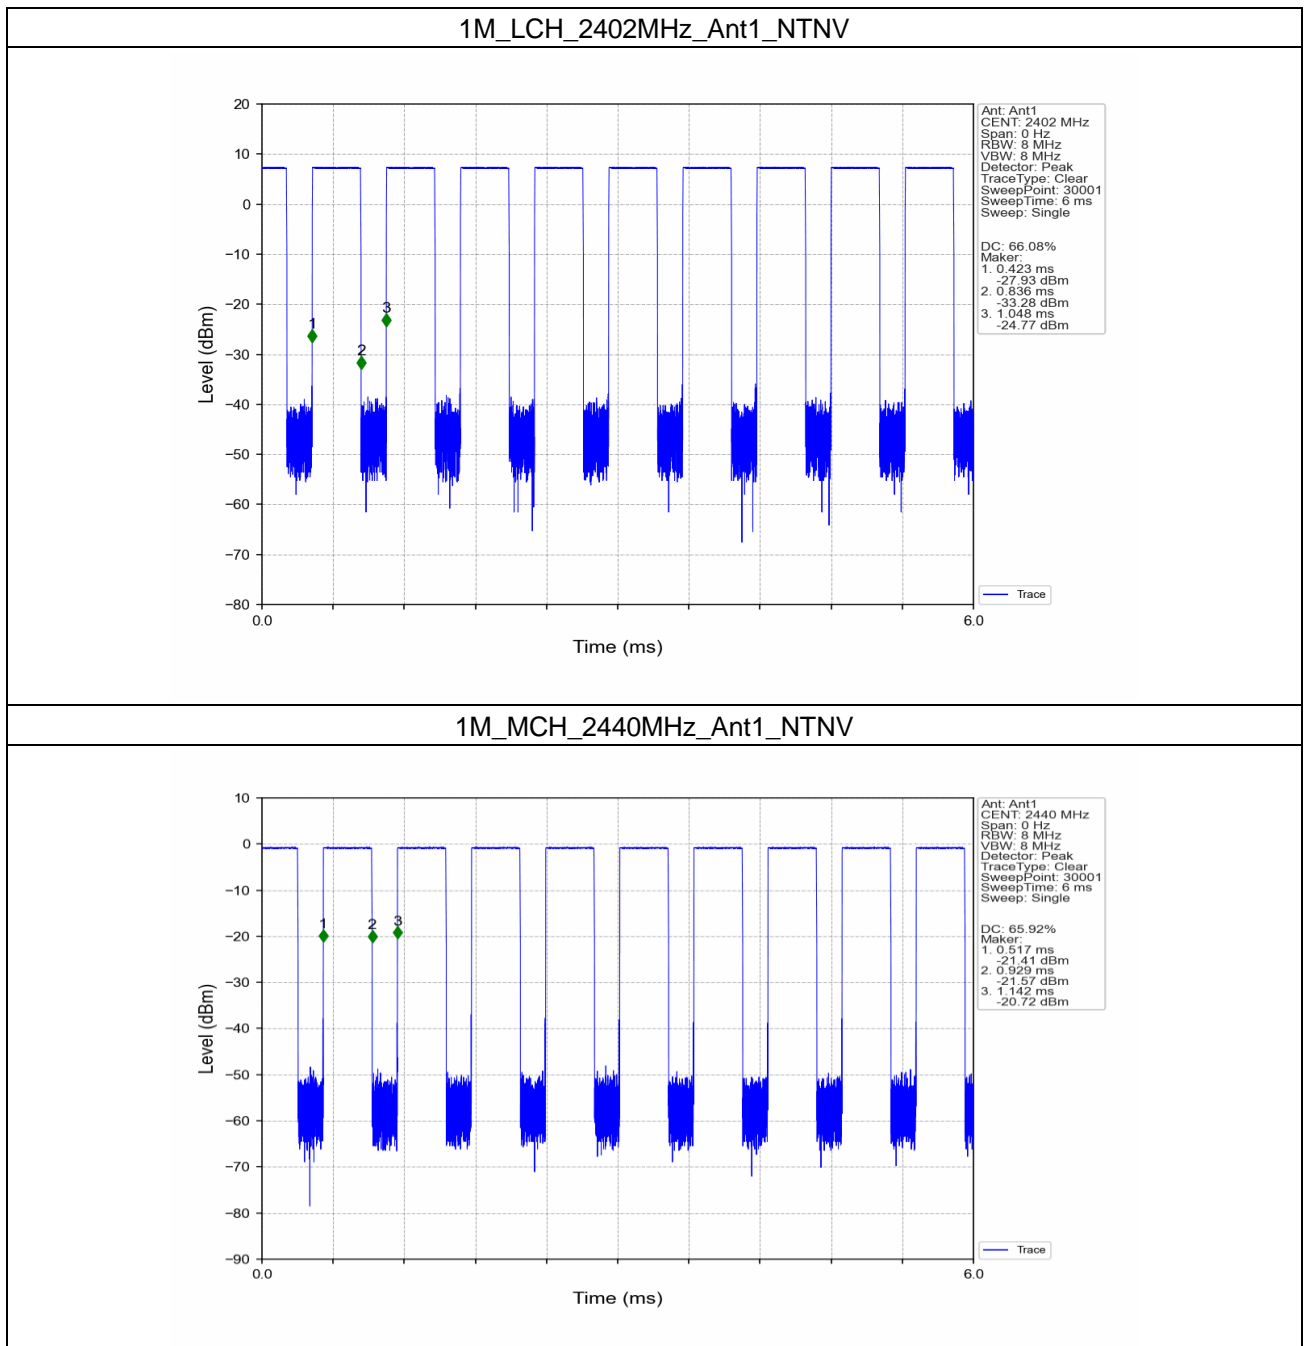 1M_LCH_2402MHz_Ant1_NTNV
20
10
0
−10
−20
−30
−40
−50
−60
−70
−80
Level (dBm)
1
2
3
0.0
6.0
Time (ms)
Ant: Ant1
CENT: 2402 MHz
Span: 0 Hz
RBW: 8 MHz
VBW: 8 MHz
Detector: Peak
TraceType: Clear
SweepPoint: 30001
SweepTime: 6 ms
Sweep: Single
DC: 66.08%
Maker:
1. 0.423 ms
-27.93 dBm
2. 0.836 ms
-33.28 dBm
3. 1.048 ms
-24.77 dBm
Trace
1M_MCH_2440MHz_Ant1_NTNV
10
0
−10
−20
−30
−40
−50
−60
−70
−80
−90
Level (dBm)
1
2
3
0.0
6.0
Time (ms)
Ant: Ant1
CENT: 2440 MHz
Span: 0 Hz
RBW: 8 MHz
VBW: 8 MHz
Detector: Peak
TraceType: Clear
SweepPoint: 30001
SweepTime: 6 ms
Sweep: Single
DC: 65.92%
Maker:
1. 0.517 ms
-21.41 dBm
2. 0.929 ms
-21.57 dBm
3. 1.142 ms
-20.72 dBm
Trace